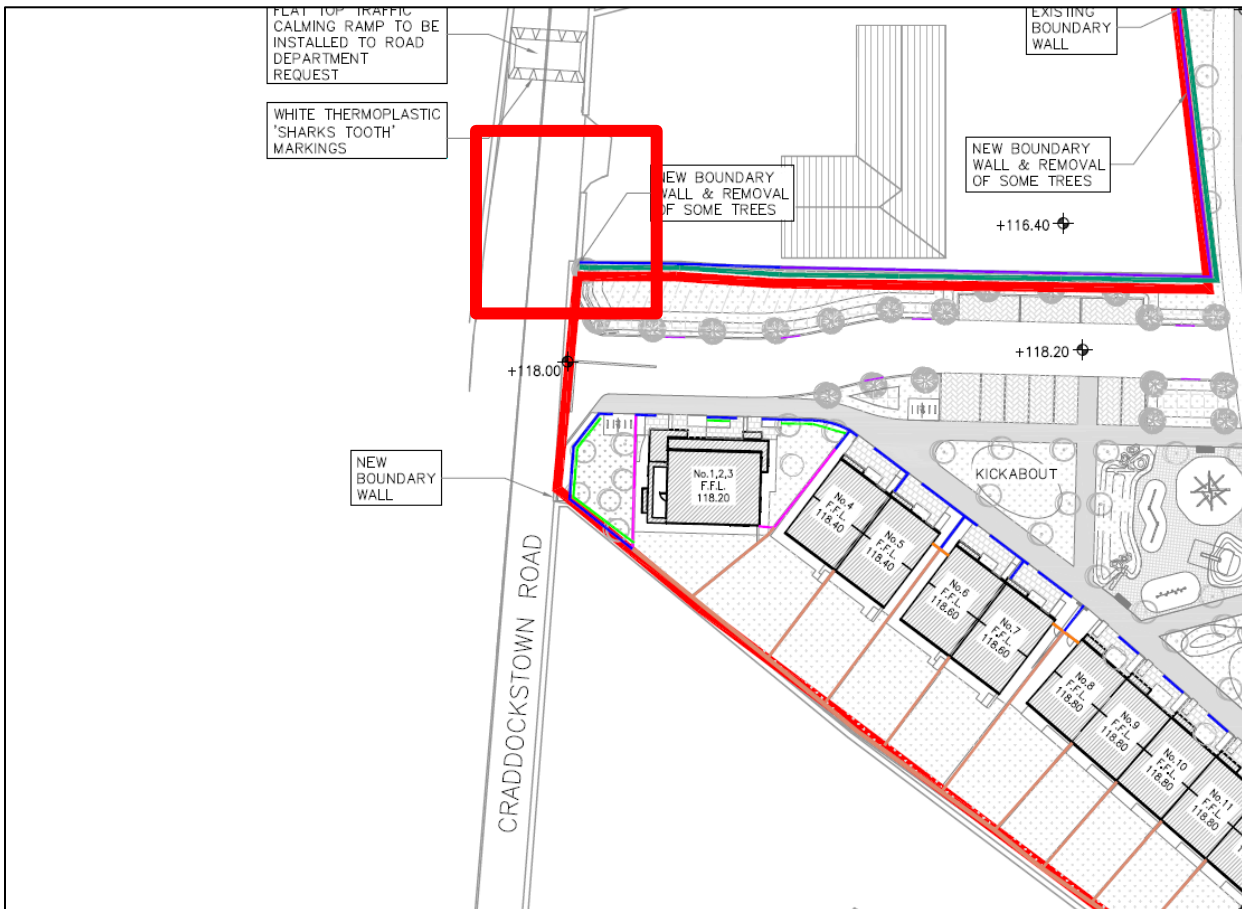 FLAT TOP TRAFFIC
CALMING RAMP TO BE
INSTALLED TO ROAD
DEPARTMENT
REQUEST
WHITE THERMOPLASTIC
'SHARKS TOOTH'
MARKINGS
NEW BOUNDARY
WALL & REMOVAL
OF SOME TREES
EXISTING
BOUNDARY
WALL
NEW BOUNDARY
WALL & REMOVAL
OF SOME TREES
+116.40
+118.00
+118.20
NEW
BOUNDARY
WALL
CRADDOCKSTOWN ROAD
KICKABOUT
No.1,2,3
F.F.L.
118.20
No.4
F.F.L.
118.40
No.5
F.F.L.
118.40
No.6
F.F.L.
118.60
No.7
F.F.L.
118.60
No.8
F.F.L.
118.80
No.9
F.F.L.
118.80
No.10
F.F.L.
118.80
No.11
F.F.L.
118.80